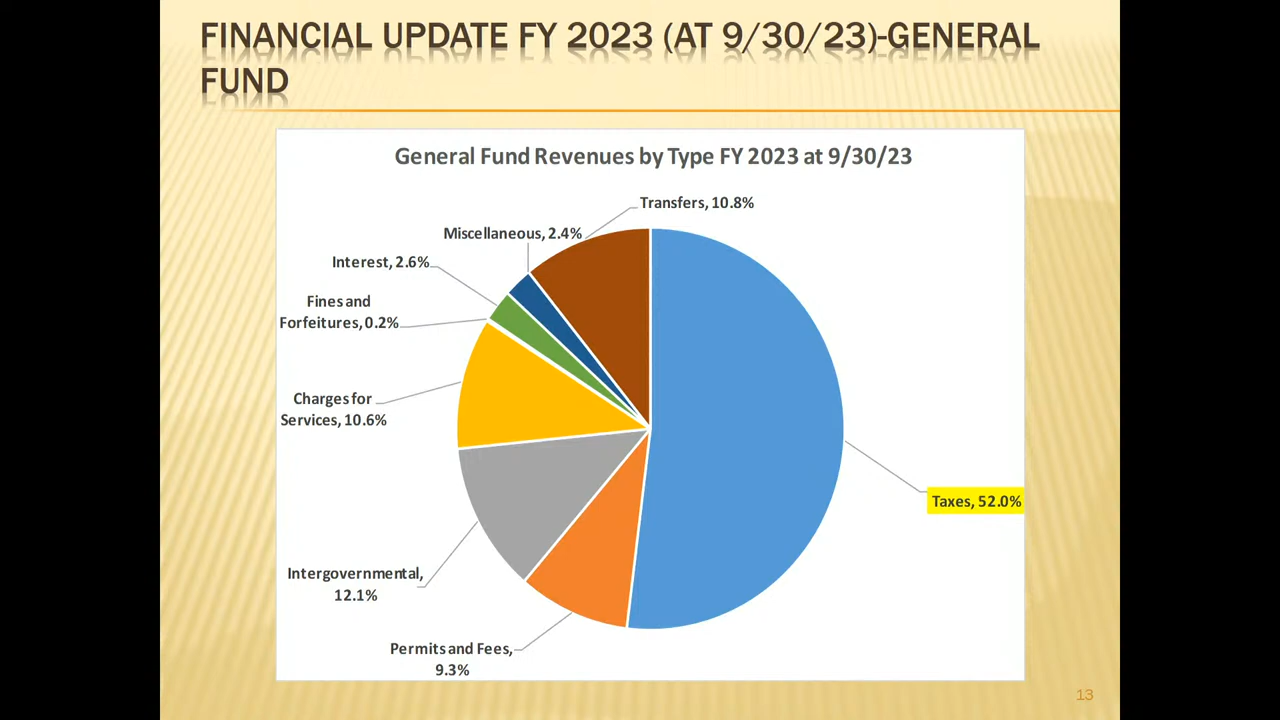 FINANCIAL UPDATE FY 2023 (AT 9/30/23)-GENERAL
FUND
General Fund Revenues by Type FY 2023 at 9/30/23
Transfers, 10.8%
Miscellaneous, 2.4%
Interest, 2.6%
Fines and
Forfeitures, 0.2%
Charges for
Services, 10.6%
Taxes, 52.0%
Intergovernmental,
12.1%
Permits and Fees,
9.3%
13